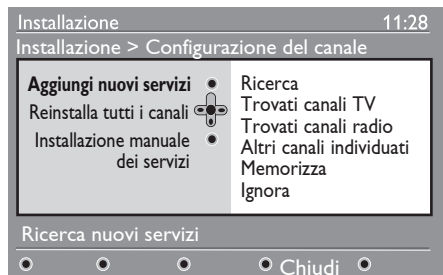 Installazione 11:28
Installazione > Configurazione del canale
Aggiungi nuovi servizi
Reinstalla tutti i canali
Installazione manuale
dei servizi
Ricerca
Trovati canali TV
Trovati canali radio
Altri canali individuati
Memorizza
Ignora
Ricerca nuovi servizi
Chiudi